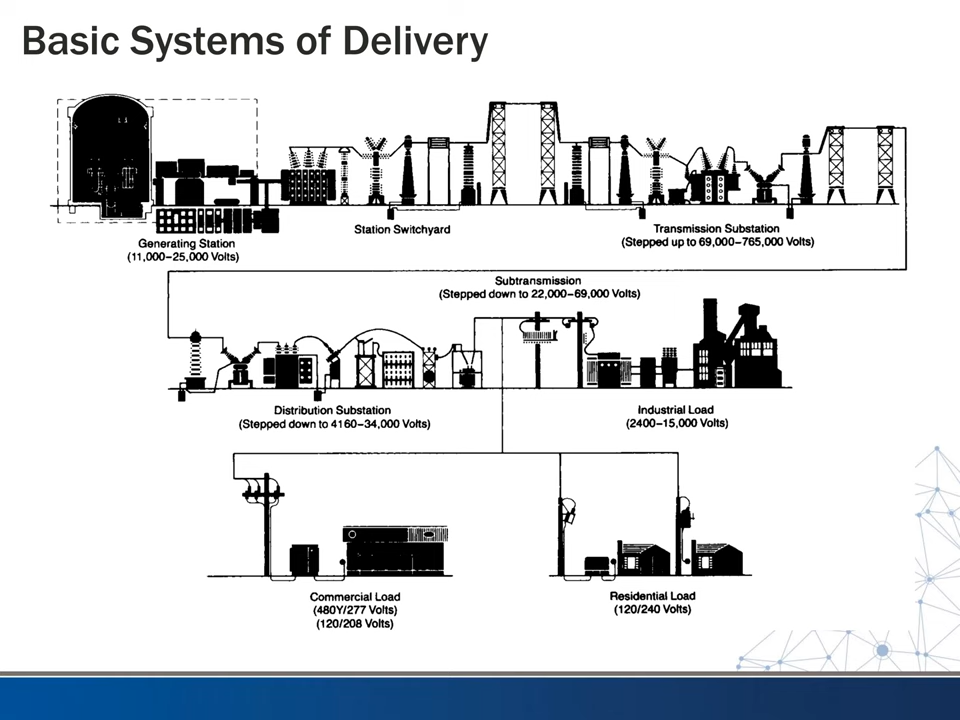 Basic Systems of Delivery
Generating Station
(11,000–25,000 Volts)
Station Switchyard
Transmission Substation
(Stepped up to 69,000–765,000 Volts)
Subtransmission
(Stepped down to 22,000–69,000 Volts)
Distribution Substation
(Stepped down to 4160–34,000 Volts)
Industrial Load
(2400–15,000 Volts)
Commercial Load
(480Y/277 Volts)
(120/208 Volts)
Residential Load
(120/240 Volts)